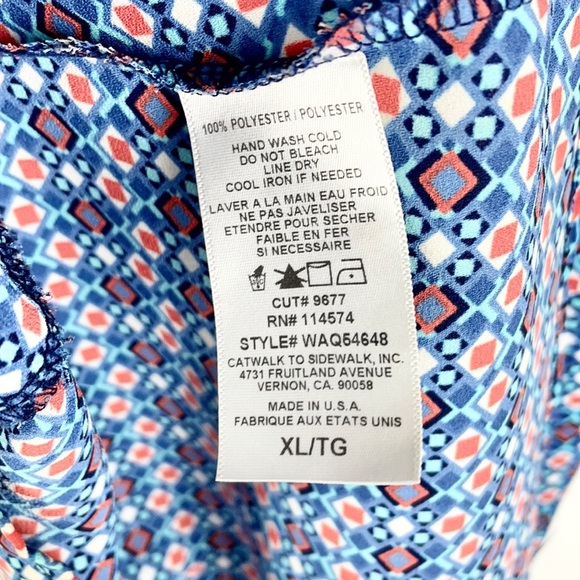 100% POLYESTER / POLYESTER
HAND WASH COLD
DO NOT BLEACH
LINE DRY
COOL IRON IF NEEDED
LAVER A LA MAIN EAU FROID
NE PAS JAVELISER
ETENDRE POUR SECHER
FAIBLE EN FER
SI NECESSAIRE
CUT# 9677
RN# 114574
STYLE# WAQ54648
CATWALK TO SIDEWALK, INC.
4731 FRUITLAND AVENUE
VERNON, CA. 90058
MADE IN U.S.A.
FABRIQUE AUX ETATS UNIS
XL/TG